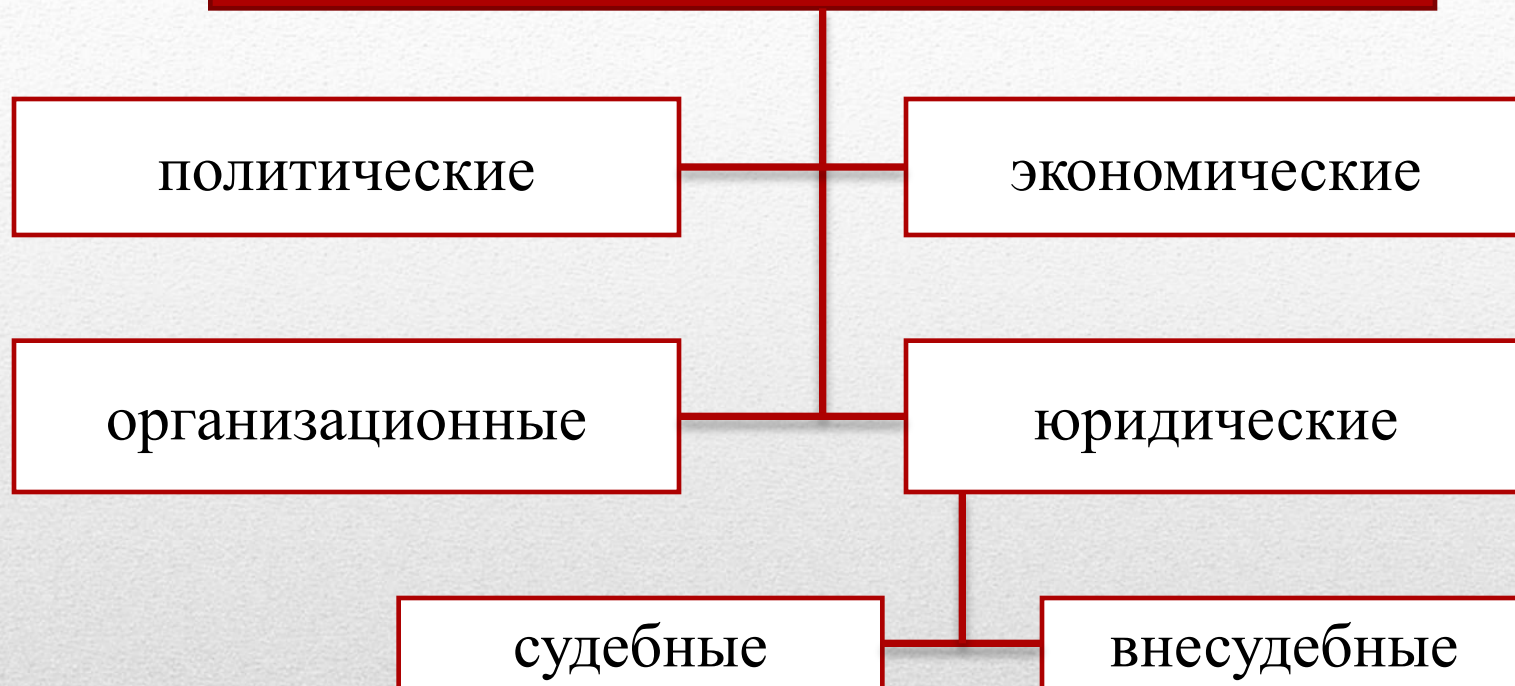 политические
экономические
организационные
юридические
судебные
внесудебные